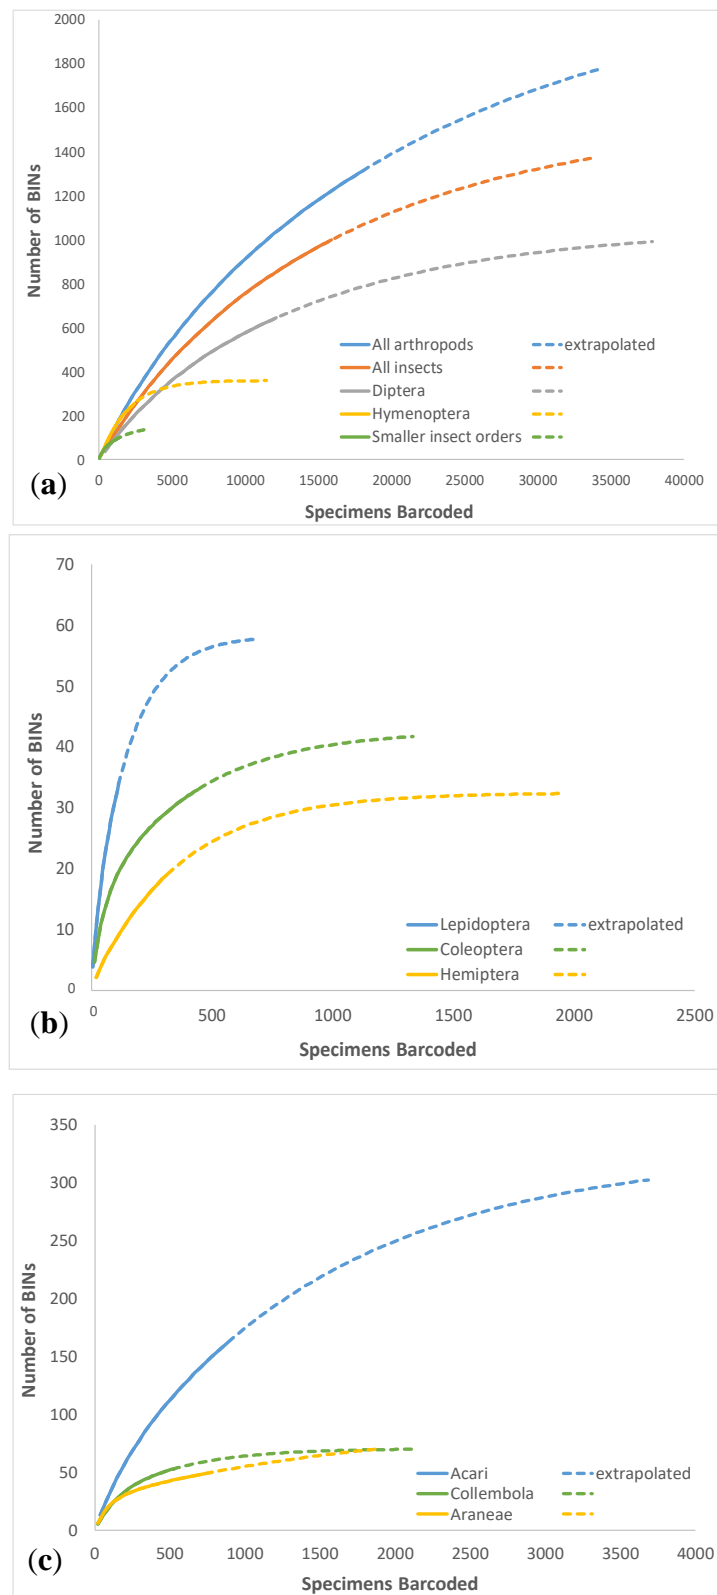 2000
1800
1600
1400
1200
1000
800
600
400
200
0
Number of BINs
All arthropods extrapolated
All insects
Diptera
Hymenoptera
Smaller insect orders
0 5000 10000 15000 20000 25000 30000 35000 40000
Specimens Barcoded
(a)
70
60
50
40
30
20
10
0
Number of BINs
Lepidoptera extrapolated
Coleoptera
Hemiptera
0 500 1000 1500 2000 2500
Specimens Barcoded
(b)
350
300
250
200
150
100
50
0
Number of BINs
Acari extrapolated
Collembola
Araneae
0 500 1000 1500 2000 2500 3000 3500 4000
Specimens Barcoded
(c)